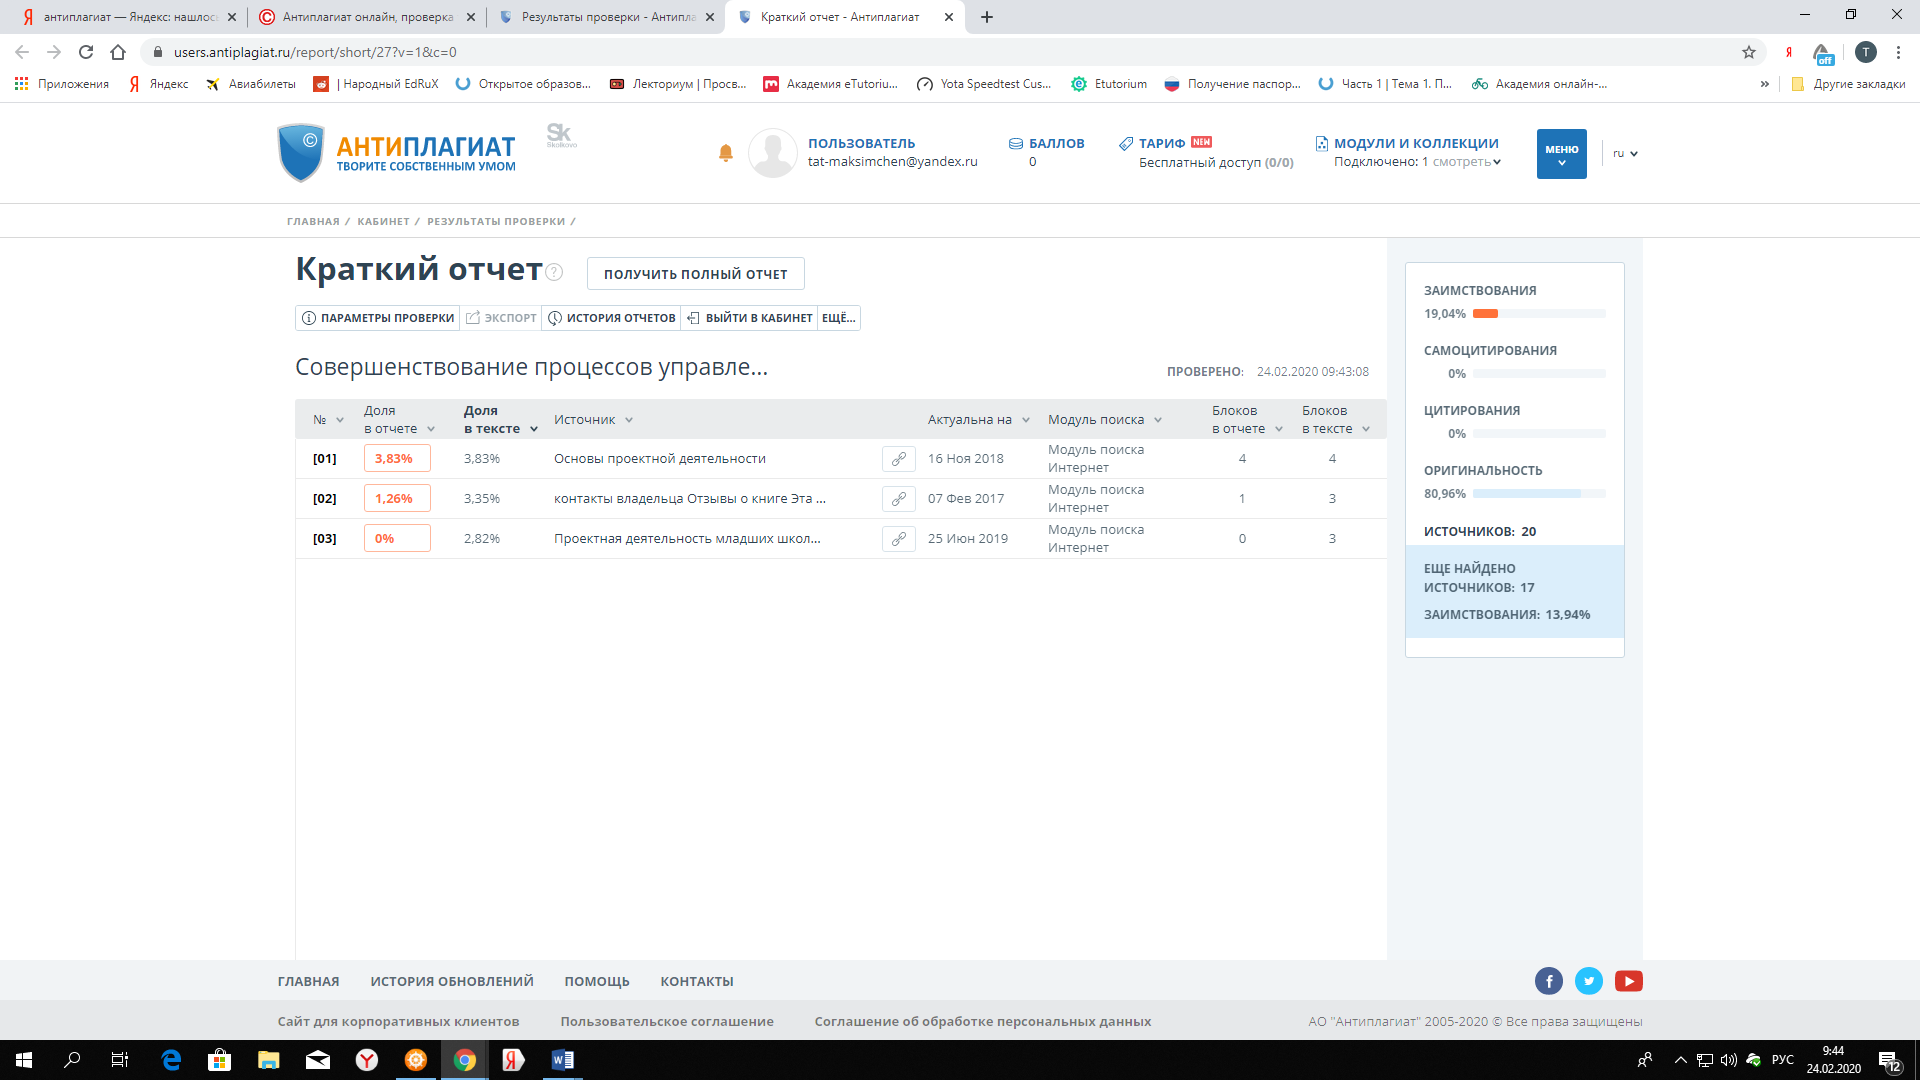 антиплагиат — Яндекс: нашлос
Антиплагиат онлайн, проверка
Результаты проверки - Антипла
Краткий отчет - Антиплагиат
users.antiplagiat.ru/report/short/27?v=1&c=0
off
T
Приложения
Яндекс
Авиабилеты
| Народный EdRuX
Открытое образов...
Лекториум | Просв...
Академия eTutoriu...
Yota Speedtest Cus...
Etutorium
Получение паспор...
Часть 1 | Тема 1. П...
Академия онлайн-...
»
Другие закладки
АНТИПЛАГИАТ
ТВОРИТЕ СОБСТВЕННЫМ УМОМ
Sk
Skolkovo
ПОЛЬЗОВАТЕЛЬ
tat-maksimchen@yandex.ru
БАЛЛОВ
0
ТАРИФ NEW
Бесплатный доступ (0/0)
МОДУЛИ И КОЛЛЕКЦИИ
Подключено: 1 смотреть
МЕНЮ
ru
ГЛАВНАЯ / КАБИНЕТ / РЕЗУЛЬТАТЫ ПРОВЕРКИ /
Краткий отчет ?
ПОЛУЧИТЬ ПОЛНЫЙ ОТЧЕТ
ПАРАМЕТРЫ ПРОВЕРКИ
ЭКСПОРТ
ИСТОРИЯ ОТЧЕТОВ
ВЫЙТИ В КАБИНЕТ
ЕЩЁ...
Совершенствование процессов управле...
ПРОВЕРЕНО: 24.02.2020 09:43:08
№
Доля в отчете
Доля в тексте
Источник
Актуальна на
Модуль поиска
Блоков в отчете
Блоков в тексте
[01] 3,83% 3,83% Основы проектной деятельности 16 Ноя 2018 Модуль поиска Интернет 4 4
[02] 1,26% 3,35% контакты владельца Отзывы о книге Эта ... 07 Фев 2017 Модуль поиска Интернет 1 3
[03] 0% 2,82% Проектная деятельность младших школ... 25 Июн 2019 Модуль поиска Интернет 0 3
ЗАИМСТВОВАНИЯ
19,04%
САМОЦИТИРОВАНИЯ
0%
ЦИТИРОВАНИЯ
0%
ОРИГИНАЛЬНОСТЬ
80,96%
ИСТОЧНИКОВ: 20
ЕЩЕ НАЙДЕНО
ИСТОЧНИКОВ: 17
ЗАИМСТВОВАНИЯ: 13,94%
ГЛАВНАЯ
ИСТОРИЯ ОБНОВЛЕНИЙ
ПОМОЩЬ
КОНТАКТЫ
Сайт для корпоративных клиентов
Пользовательское соглашение
Соглашение об обработке персональных данных
АО "Антиплагиат" 2005-2020 © Все права защищены
РУС
9:44
24.02.2020
12